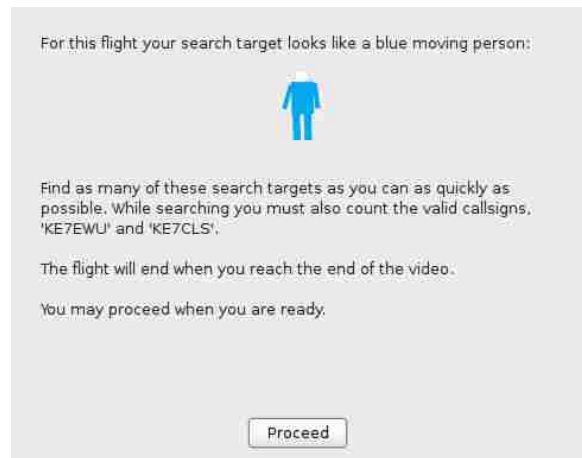 For this flight your search target looks like a blue moving person:
Find as many of these search targets as you can as quickly as
possible. While searching you must also count the valid callsigns,
'KE7EWU' and 'KE7CLS'.
The flight will end when you reach the end of the video.
You may proceed when you are ready.
Proceed